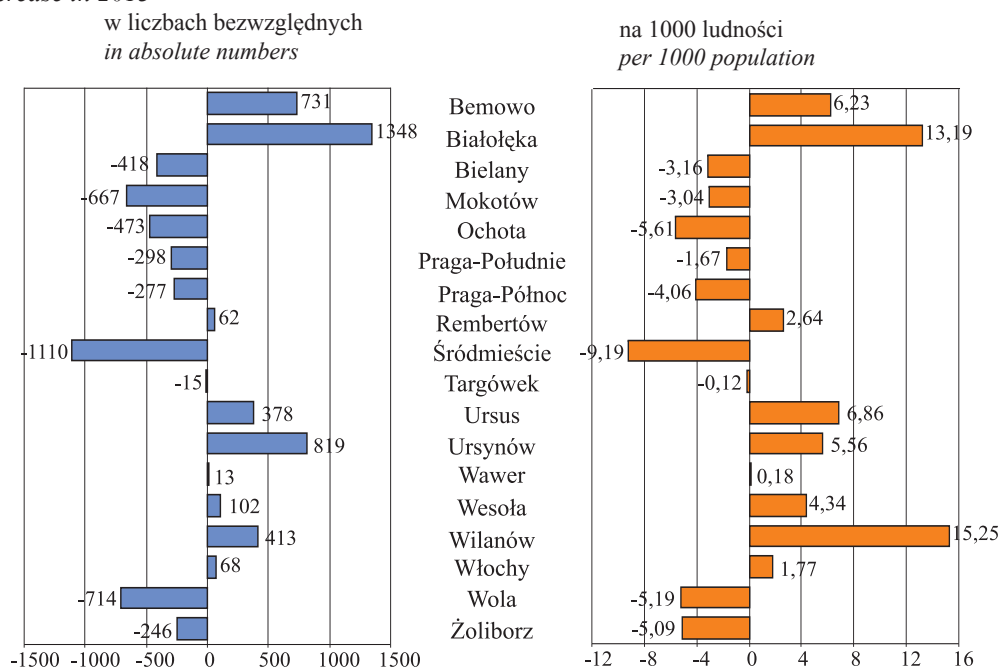 w liczbach bezwzględnych
in absolute numbers
na 1000 ludności
per 1000 population
731 Bemowo 6,23
1348 Białołęka 13,19
-418 Bielany -3,16
-667 Mokotów -3,04
-473 Ochota -5,61
-298 Praga-Południe -1,67
-277 Praga-Północ -4,06
62 Rembertów 2,64
-1110 Śródmieście -9,19
-15 Targówek -0,12
378 Ursus 6,86
819 Ursynów 5,56
13 Wawer 0,18
102 Wesoła 4,34
413 Wilanów 15,25
68 Włochy 1,77
-714 Wola -5,19
-246 Żoliborz -5,09
-1500 -1000 -500 0 500 1000 1500 -12 -8 -4 0 4 8 12 16